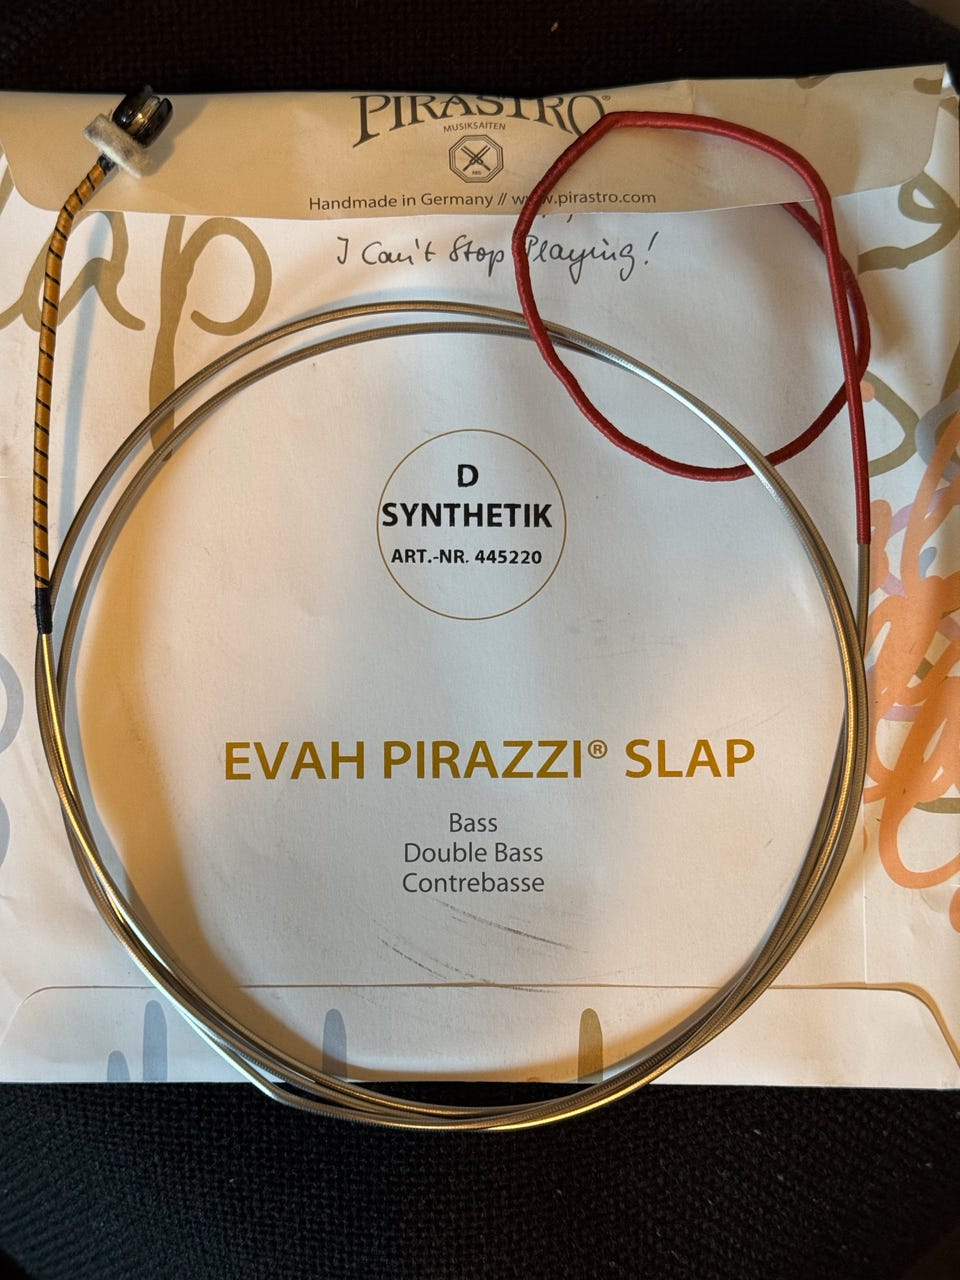 PIRASTRO®
MUSIKSAITEN
Handmade in Germany // www.pirastro.com
I Can't Stop Playing!
D
SYNTHETIK
ART.-NR. 445220
EVAH PIRAZZI® SLAP
Bass
Double Bass
Contrebasse